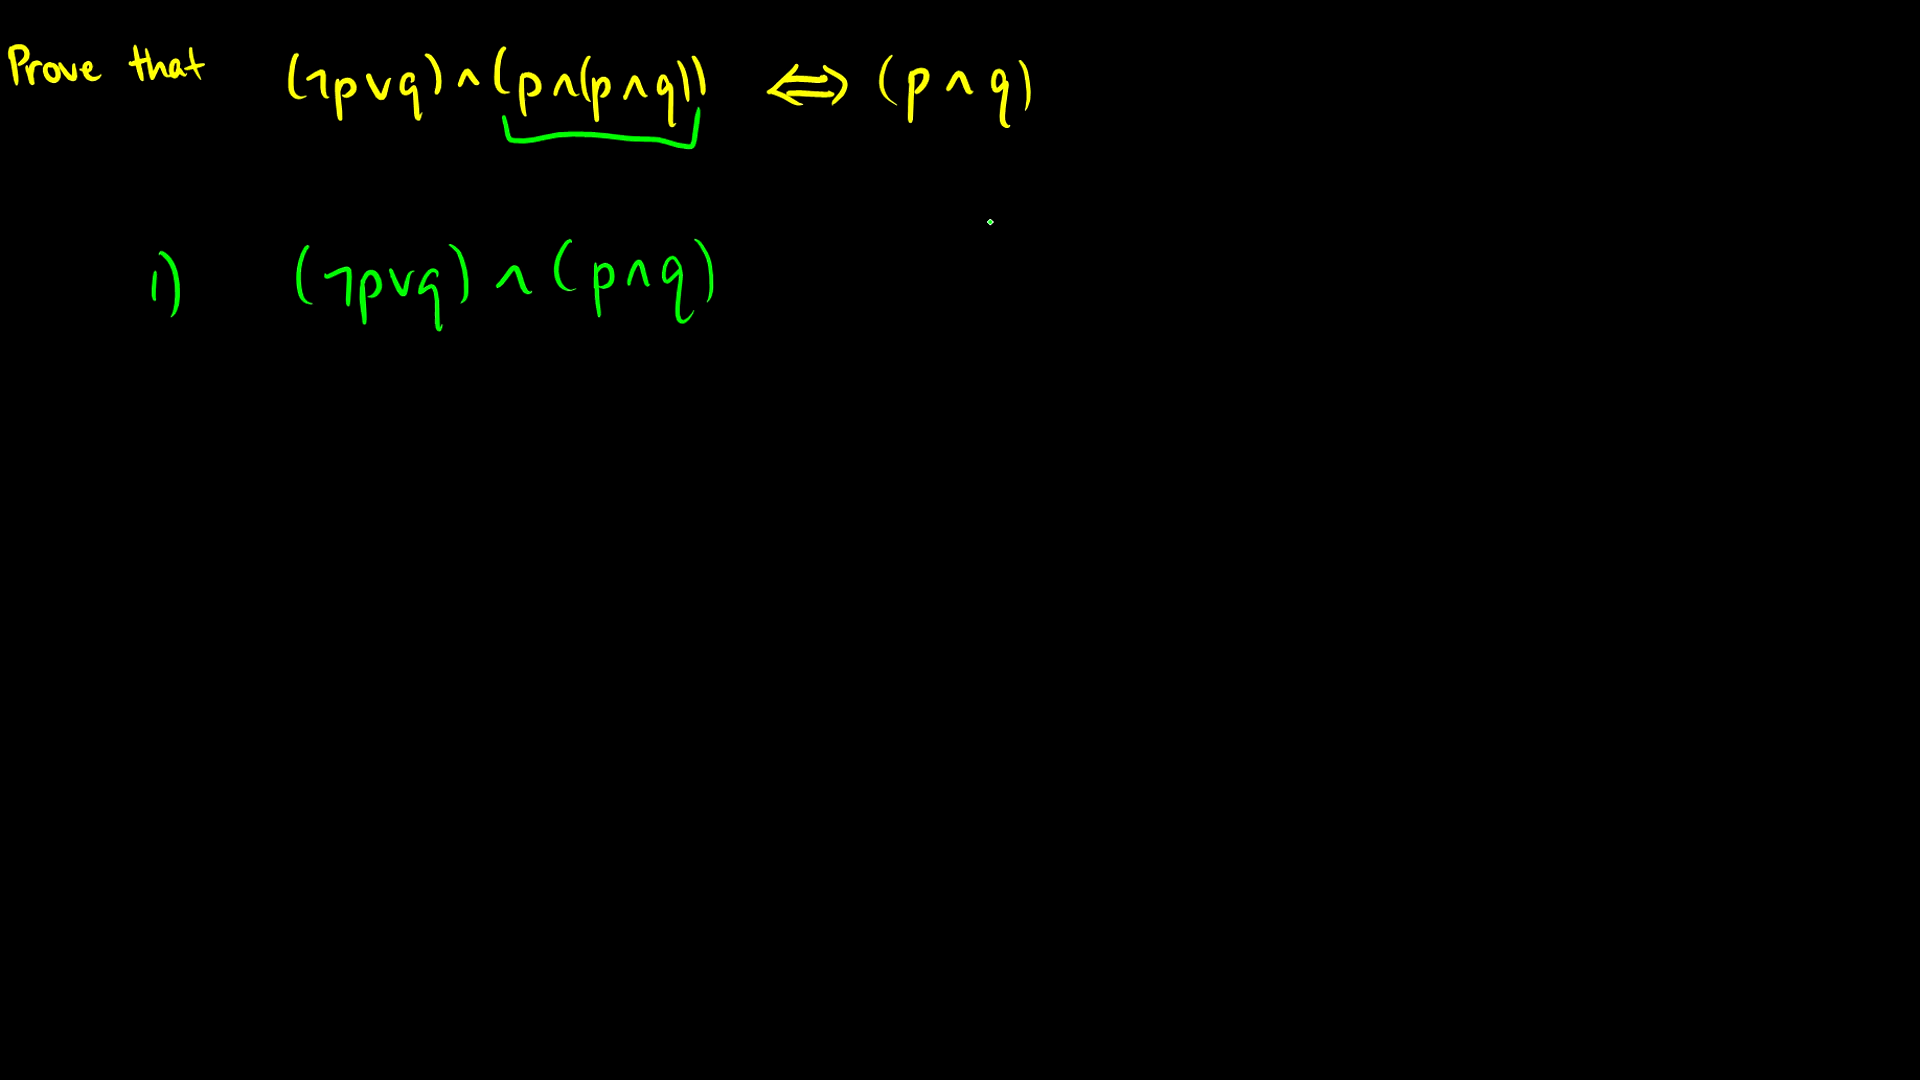 Prove that (¬p∨q)∧(p∧(p∧q)) ⟺ (p∧q)
1) (¬p∨q)∧(p∧q)